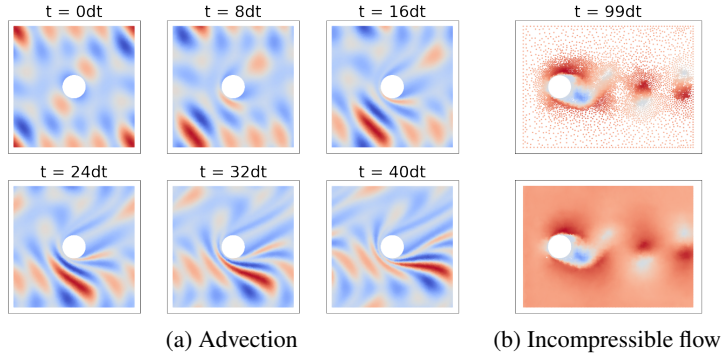 t = 0dt
t = 8dt
t = 16dt
t = 99dt
t = 24dt
t = 32dt
t = 40dt
(a) Advection
(b) Incompressible flow